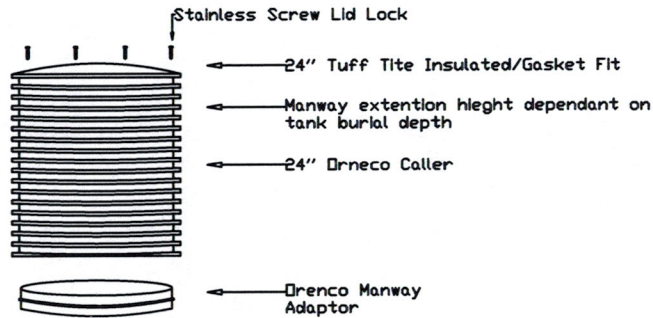 Stainless Screw Lid Lock
24" Tuff Tite Insulated/Gasket Fit
Manway extention hieght dependant on
tank burial depth
24" Orneco Caller
Orenco Manway
Adaptor